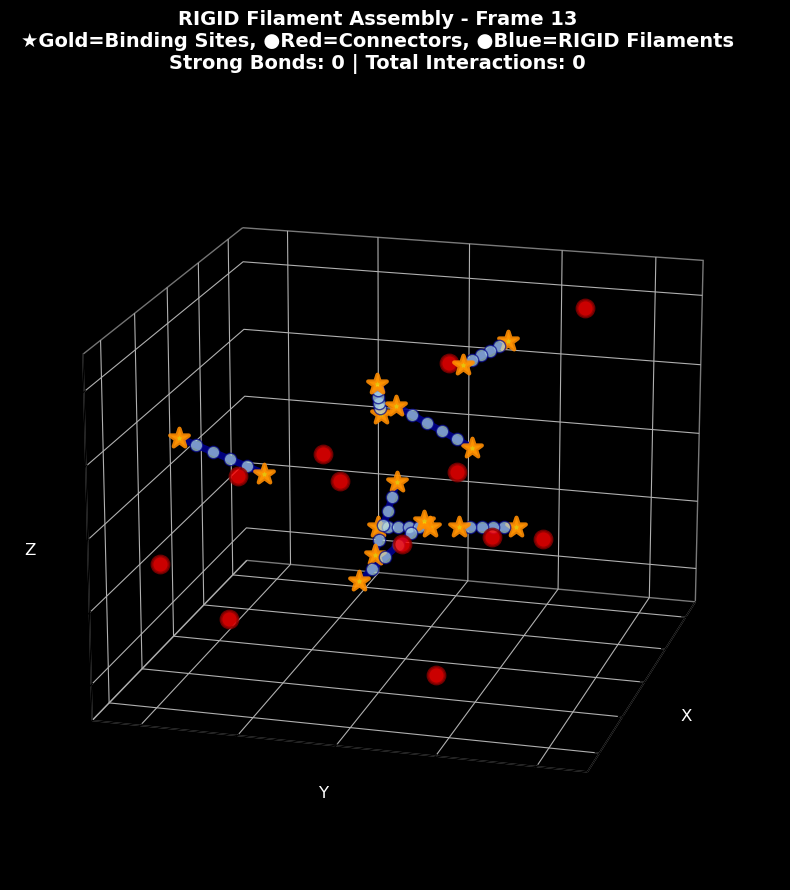 RIGID Filament Assembly - Frame 13
★Gold=Binding Sites, ●Red=Connectors, ●Blue=RIGID Filaments
Strong Bonds: 0 | Total Interactions: 0
Z
X
Y